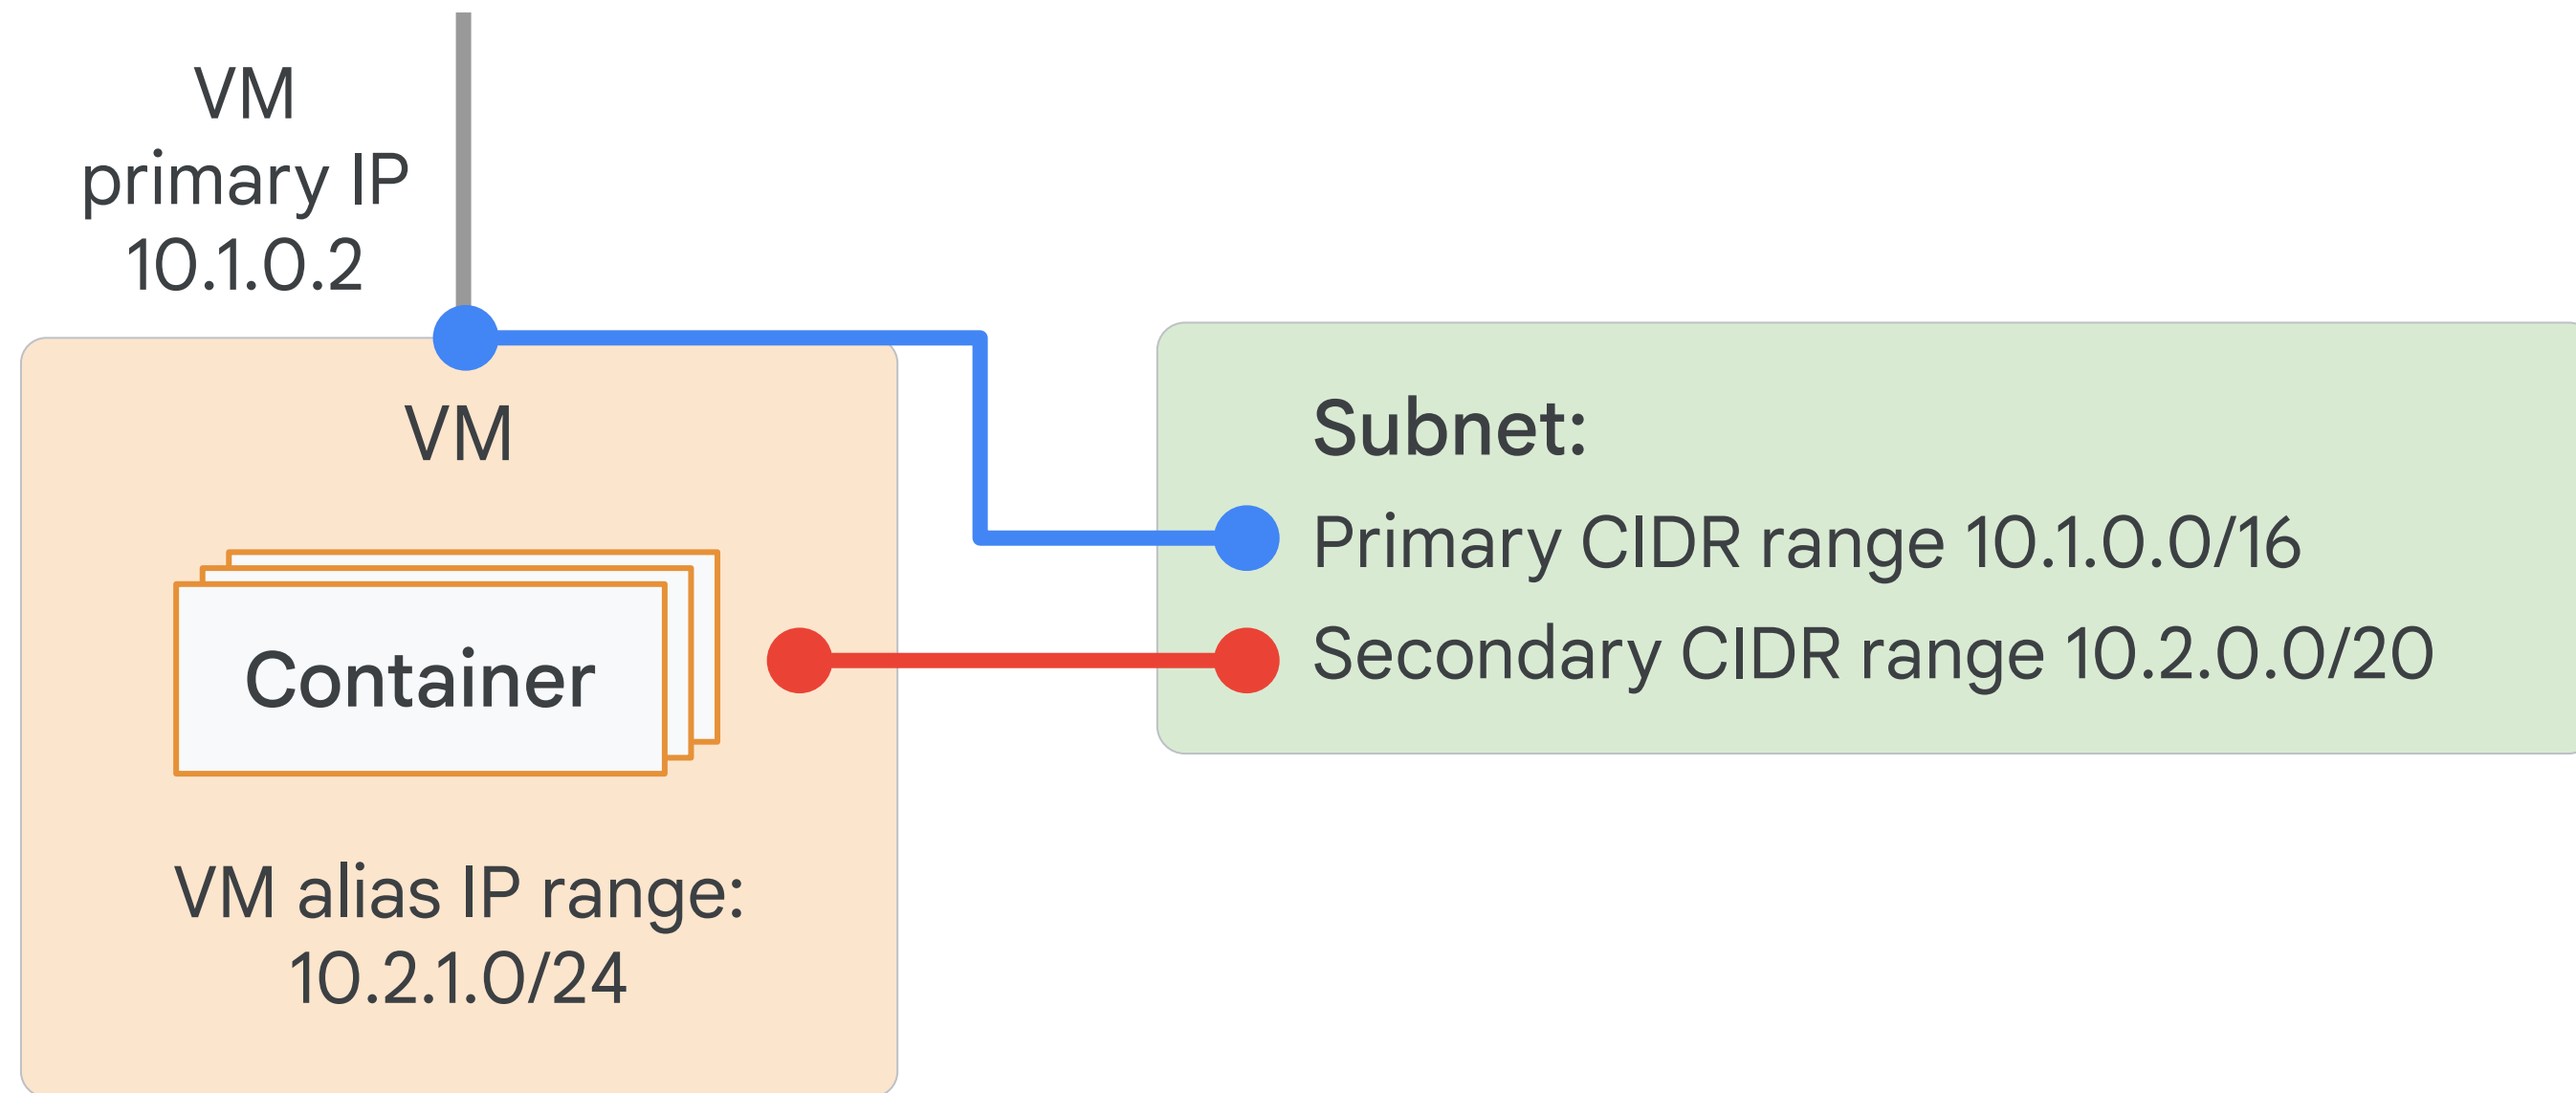 VM
primary IP
10.1.0.2
VM
Container
VM alias IP range:
10.2.1.0/24
Subnet:
Primary CIDR range 10.1.0.0/16
Secondary CIDR range 10.2.0.0/20